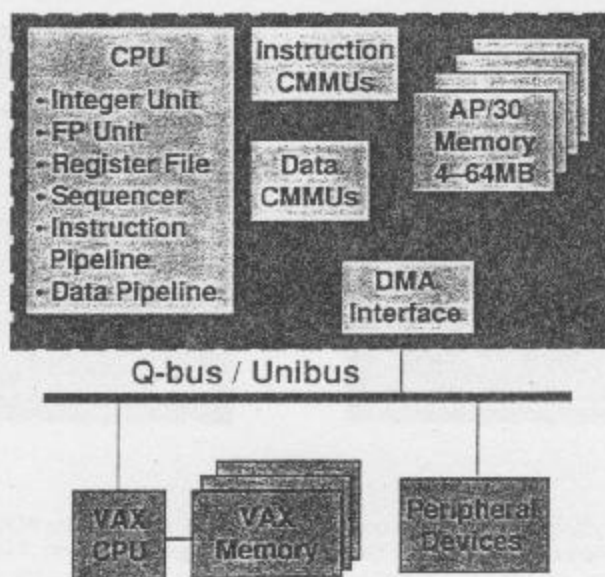 CPU
- Integer Unit
- FP Unit
- Register File
- Sequencer
- Instruction
Pipeline
- Data Pipeline
Instruction
CMMUs
Data
CMMUs
AP/30
Memory
4–64MB
DMA
Interface
Q-bus / Unibus
VAX
CPU
VAX
Memory
Peripheral
Devices